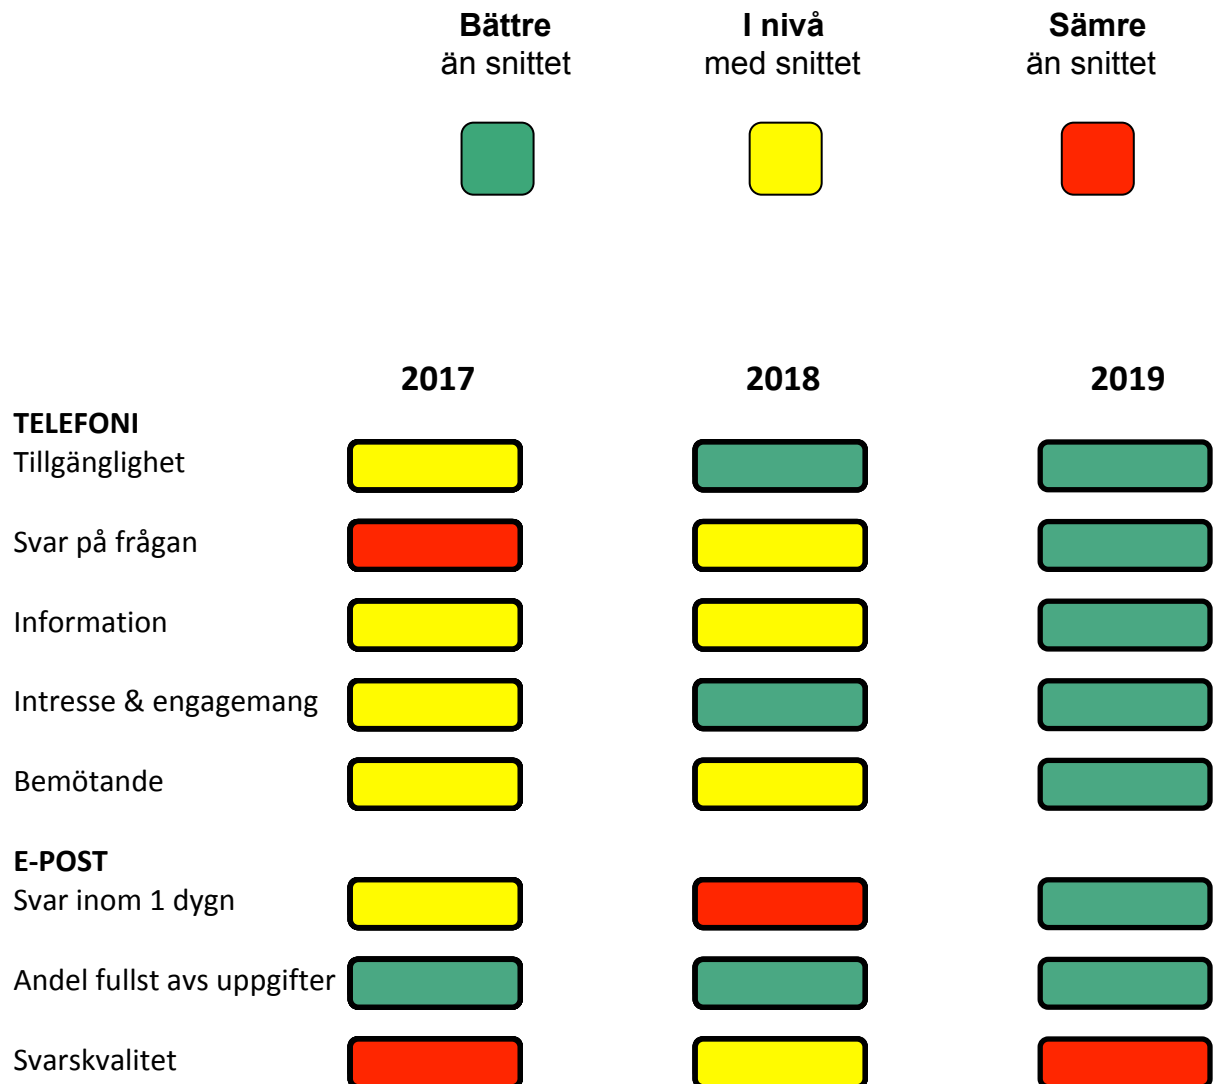 Bättre
än snittet
I nivå
med snittet
Sämre
än snittet
2017 2018 2019
TELEFONI
Tillgänglighet
Svar på frågan
Information
Intresse & engagemang
Bemötande
E-POST
Svar inom 1 dygn
Andel fullst avs uppgifter
Svarskvalitet